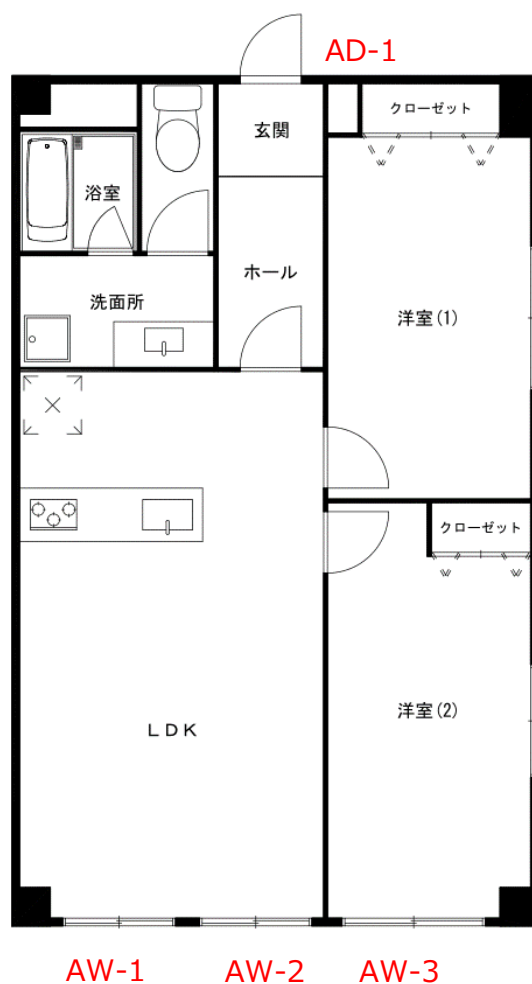 AD-1
クローゼット
玄関
浴室
ホール
洗面所
洋室(1)
クローゼット
洋室(2)
LDK
AW-1
AW-2
AW-3